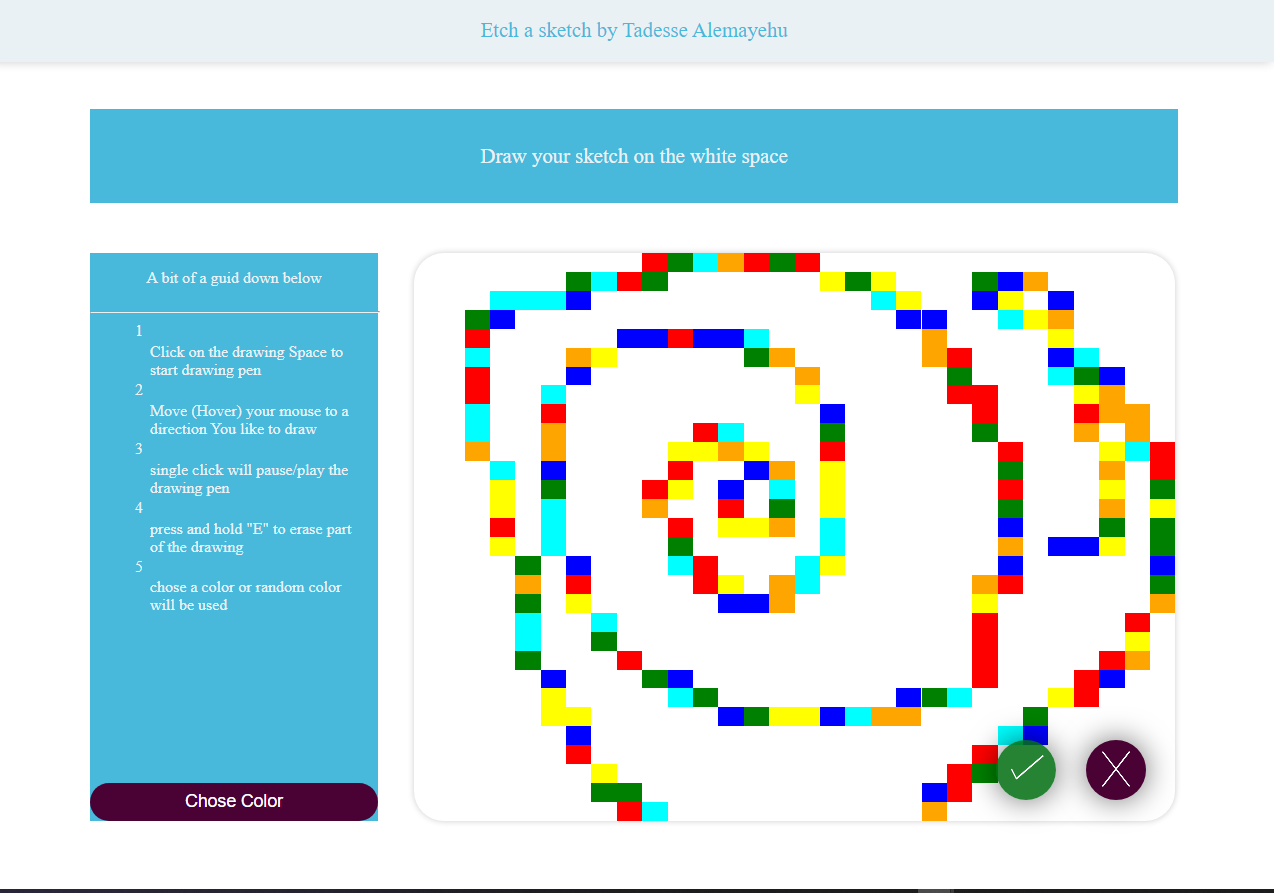 Etch a sketch by Tadesse Alemayehu
Draw your sketch on the white space
A bit of a guid down below
1
Click on the drawing Space to
start drawing pen
2
Move (Hover) your mouse to a
direction You like to draw
3
single click will pause/play the
drawing pen
4
press and hold "E" to erase part
of the drawing
5
chose a color or random color
will be used
Chose Color